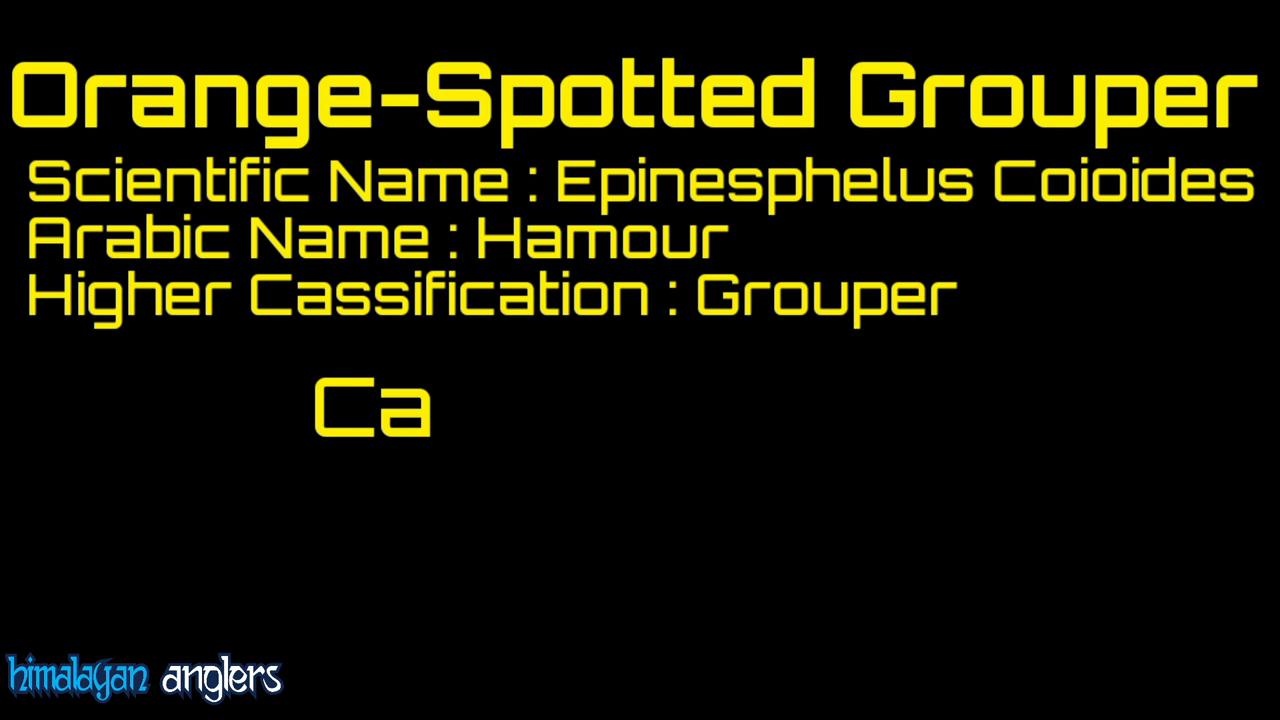 Orange-Spotted Grouper
Scientific Name : Epinesphelus Coioides
Arabic Name : Hamour
Higher Cassification : Grouper
Ca
himalayan anglers